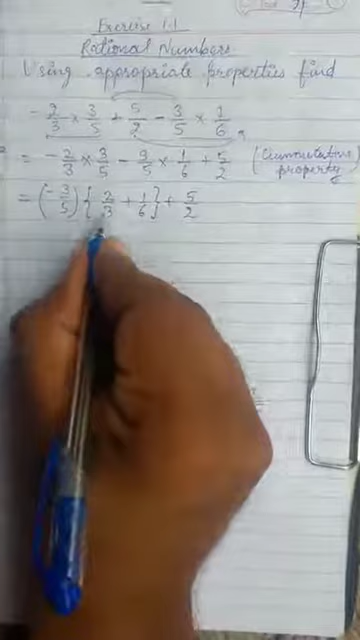 Exercise 1.1
Rational Numbers.
Using appropriate properties find
- 2/3 × 3/5 + 5/2 - 3/5 × 1/6
= - 2/3 × 3/5 - 3/5 × 1/6 + 5/2 (Commutative property)
= (-3/5) { 2/3 + 1/6 } + 5/2